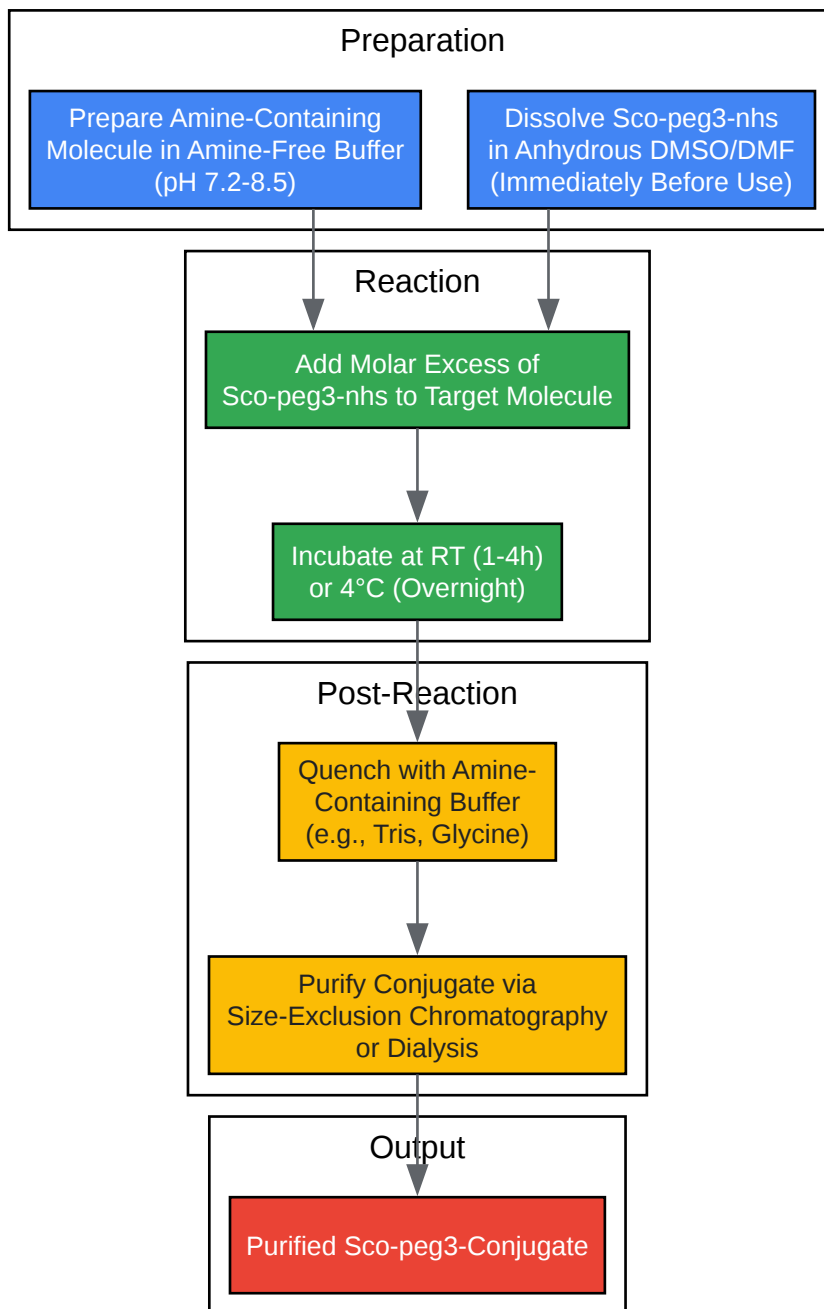 Preparation
Prepare Amine-Containing
Molecule in Amine-Free Buffer
(pH 7.2-8.5)
Dissolve Sco-peg3-nhs
in Anhydrous DMSO/DMF
(Immediately Before Use)
Reaction
Add Molar Excess of
Sco-peg3-nhs to Target Molecule
Incubate at RT (1-4h)
or 4°C (Overnight)
Post-Reaction
Quench with Amine-
Containing Buffer
(e.g., Tris, Glycine)
Purify Conjugate via
Size-Exclusion Chromatography
or Dialysis
Output
Purified Sco-peg3-Conjugate